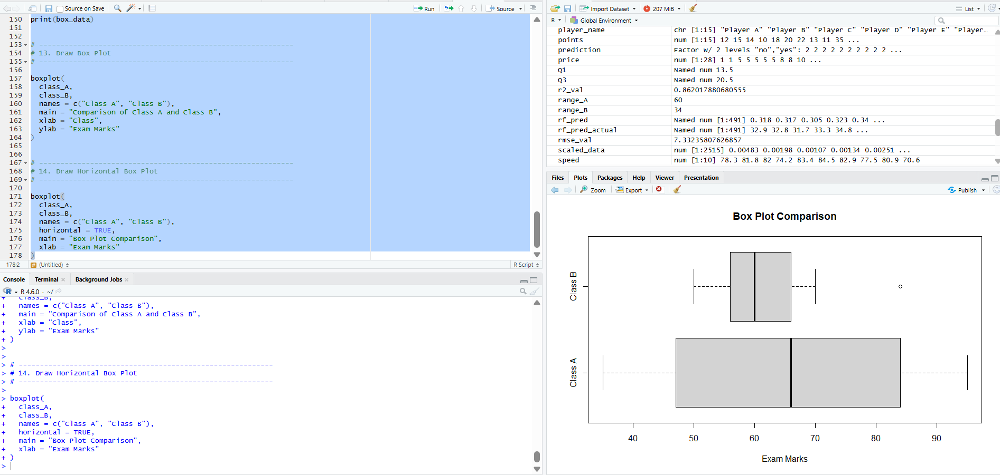 Source on Save
Run
Source
150 print(box_data)
151
152
153 # ------------------------------------------------------------
154 # 13. Draw Box Plot
155 # ------------------------------------------------------------
156
157 boxplot(
158   class_A,
159   class_B,
160   names = c("Class A", "Class B"),
161   main = "Comparison of Class A and Class B",
162   xlab = "Class",
163   ylab = "Exam Marks"
164 )
165
166
167 # ------------------------------------------------------------
168 # 14. Draw Horizontal Box Plot
169 # ------------------------------------------------------------
170
171 boxplot(
172   class_A,
173   class_B,
174   names = c("Class A", "Class B"),
175   horizontal = TRUE,
176   main = "Box Plot Comparison",
177   xlab = "Exam Marks"
178 )
178:2 # (Untitled) R Script
Console Terminal Background Jobs
R R 4.6.0 · ~/
+   class_B,
+   names = c("Class A", "Class B"),
+   main = "Comparison of Class A and Class B",
+   xlab = "Class",
+   ylab = "Exam Marks"
+ )
>
>
> # ------------------------------------------------------------
> # 14. Draw Horizontal Box Plot
> # ------------------------------------------------------------
>
> boxplot(
+   class_A,
+   class_B,
+   names = c("Class A", "Class B"),
+   horizontal = TRUE,
+   main = "Box Plot Comparison",
+   xlab = "Exam Marks"
+ )
>
Import Dataset 207 MiB List
R Global Environment
player_name chr [1:15] "Player A" "Player B" "Player C" "Player D" "Player E" "Player…
points num [1:15] 12 15 14 10 18 20 22 13 11 35 ...
prediction Factor w/ 2 levels "no","yes": 2 2 2 2 2 2 2 2 2 2 ...
price num [1:28] 1 1 5 5 5 5 5 8 8 10 ...
Q1 Named num 13.5
Q3 Named num 20.5
r2_val 0.862017880680555
range_A 60
range_B 34
rf_pred Named num [1:491] 0.318 0.317 0.305 0.323 0.34 ...
rf_pred_actual Named num [1:491] 32.9 32.8 31.7 33.3 34.8 ...
rmse_val 7.33235807626857
scaled_data num [1:2515] 0.00483 0.00198 0.00107 0.00134 0.00251 ...
speed num [1:10] 78.3 81.8 82 74.2 83.4 84.5 82.9 77.5 80.9 70.6
Files Plots Packages Help Viewer Presentation
Zoom Export Publish
Box Plot Comparison
Class B
Class A
40 50 60 70 80 90
Exam Marks